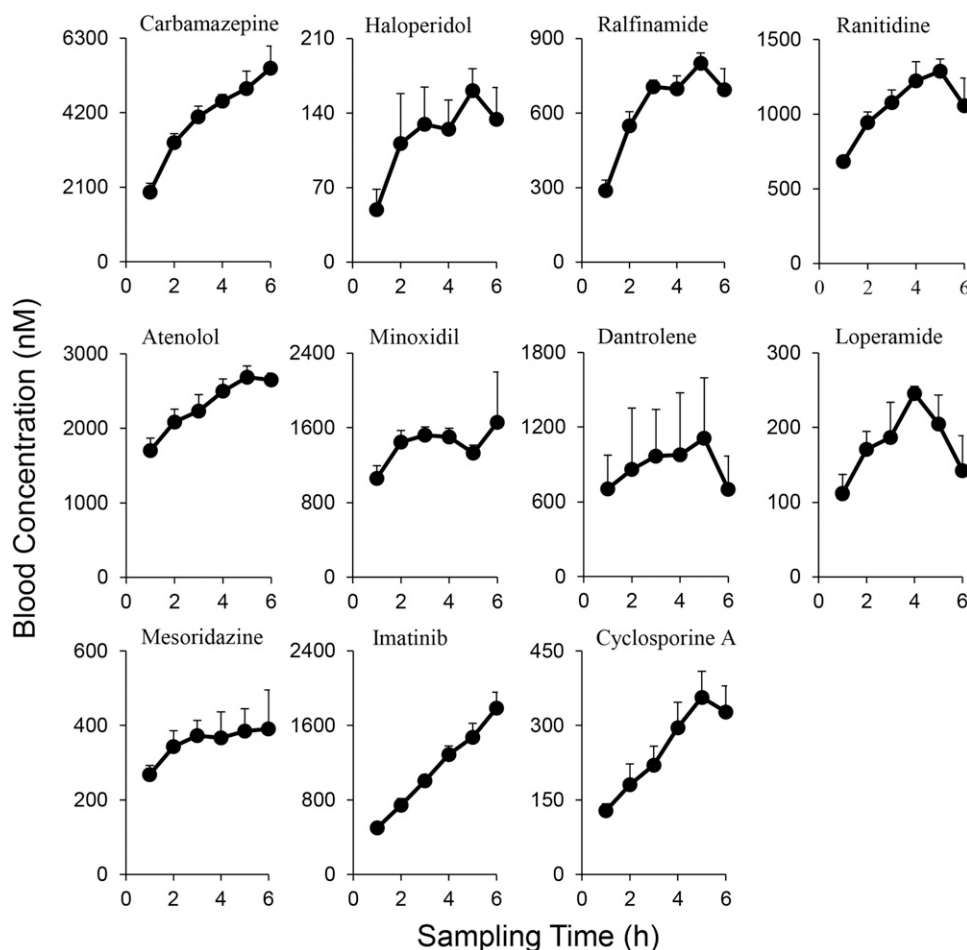 Blood Concentration (nM)
Carbamazepine
6300
4200
2100
0
0 2 4 6
Haloperidol
210
140
70
0
0 2 4 6
Ralfinamide
900
600
300
0
0 2 4 6
Ranitidine
1500
1000
500
0
0 2 4 6
Atenolol
3000
2000
1000
0
0 2 4 6
Minoxidil
2400
1600
800
0
0 2 4 6
Dantrolene
1800
1200
600
0
0 2 4 6
Loperamide
300
200
100
0
0 2 4 6
Mesoridazine
600
400
200
0
0 2 4 6
Imatinib
2400
1600
800
0
0 2 4 6
Cyclosporine A
450
300
150
0
0 2 4 6
Sampling Time (h)